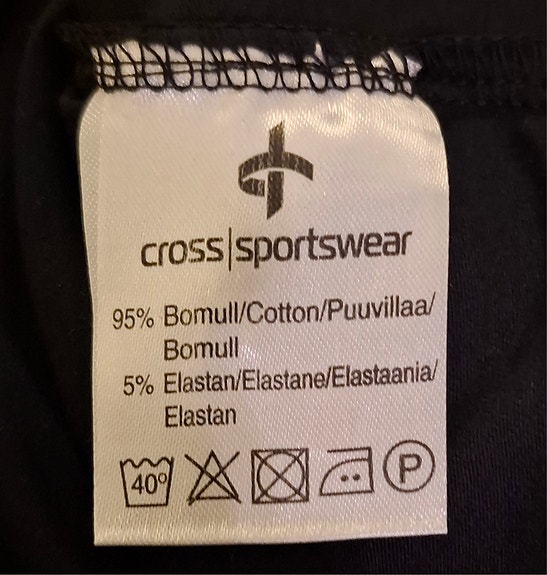 cross|sportswear
95% Bomull/Cotton/Puuvillaa/
Bomull
5% Elastan/Elastane/Elastaania/
Elastan
40° P